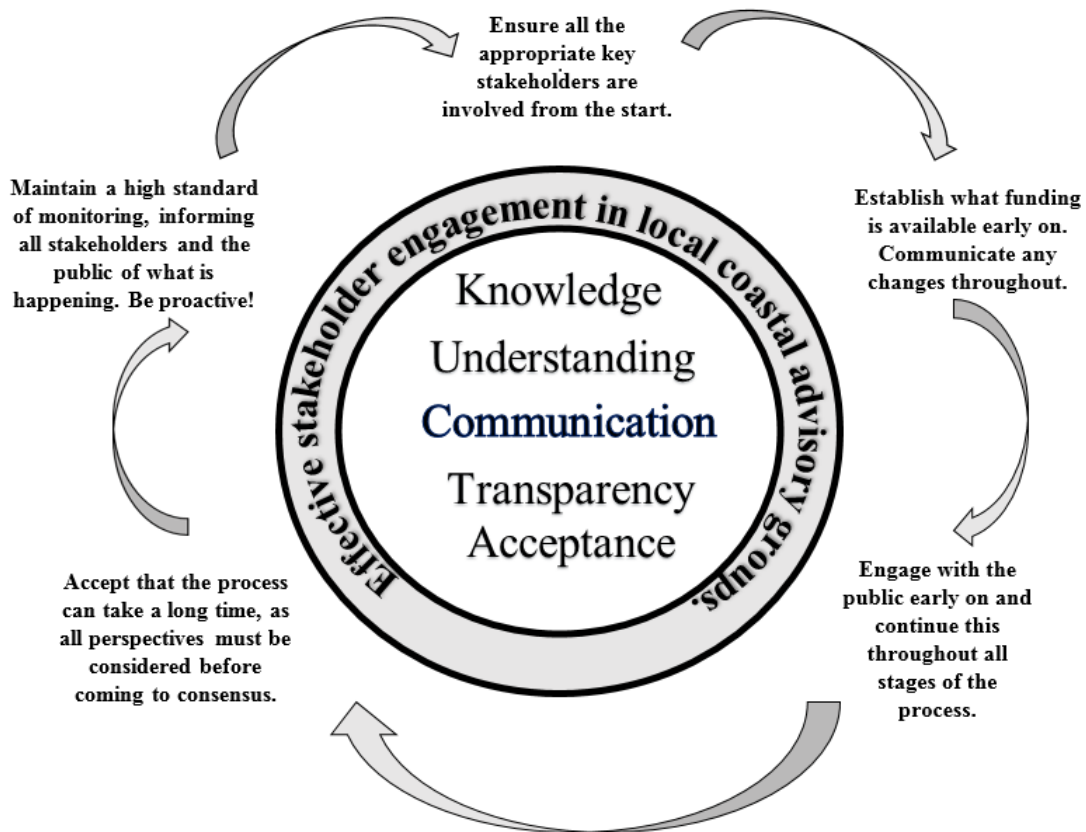 Ensure all the
appropriate key
stakeholders are
involved from the start.
Establish what funding
is available early on.
Communicate any
changes throughout.
Engage with the
public early on and
continue this
throughout all
stages of the
process.
Accept that the process
can take a long time, as
all perspectives must be
considered before
coming to consensus.
Maintain a high standard
of monitoring, informing
all stakeholders and the
public of what is
happening. Be proactive!
Effective stakeholder engagement in local coastal advisory groups.
Knowledge
Understanding
Communication
Transparency
Acceptance